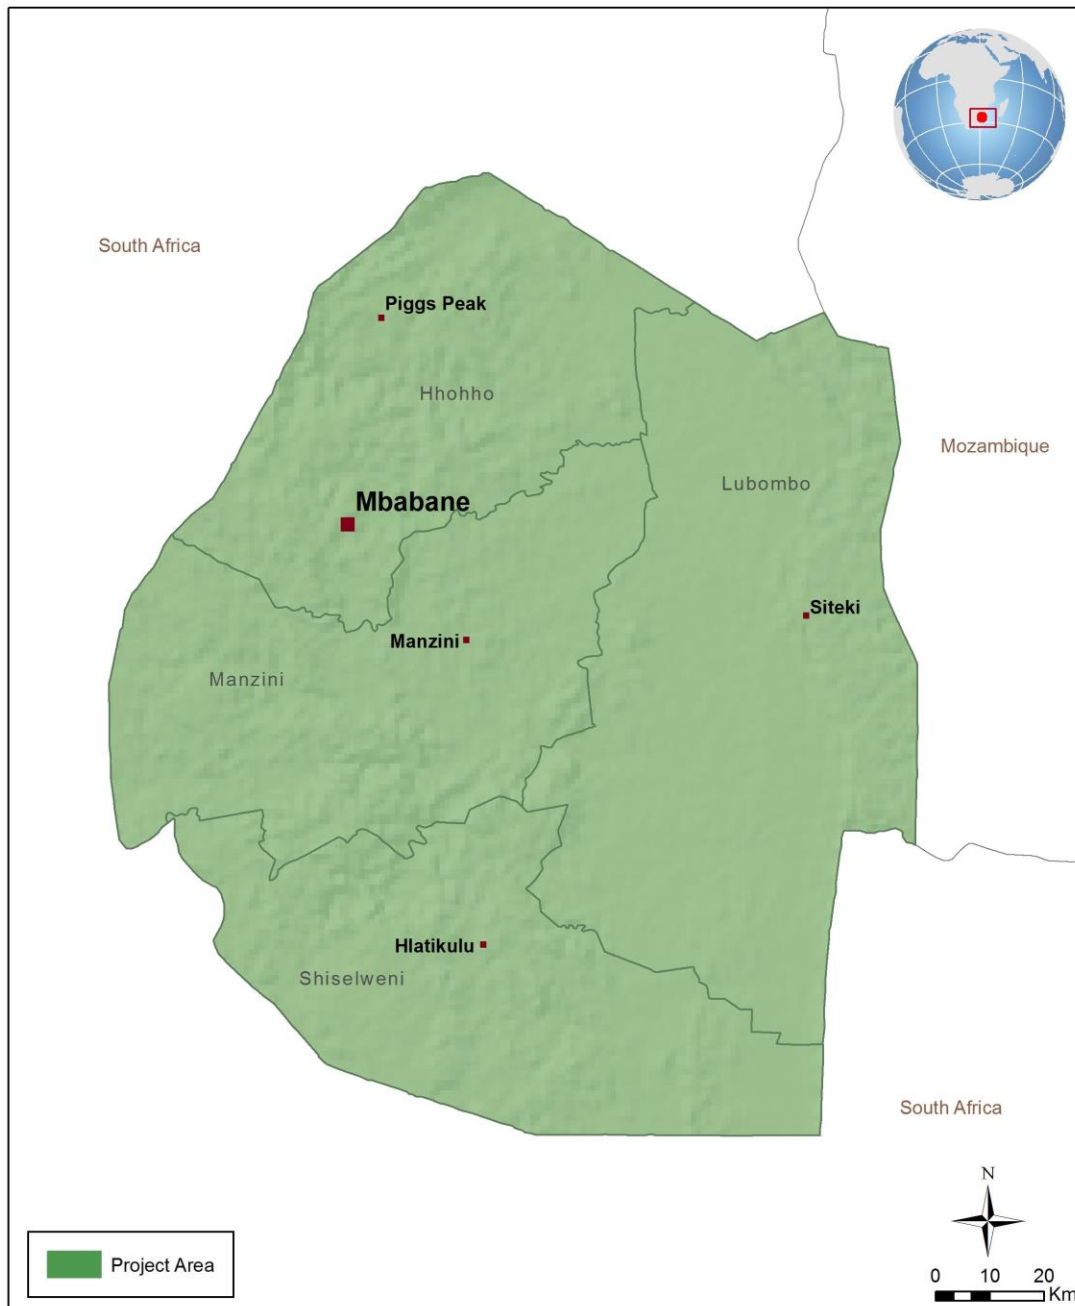 South Africa
Piggs Peak
Hhohho
Mozambique
Lubombo
Mbabane
Siteki
Manzini
Manzini
Hlatikulu
Shiselweni
South Africa
N
Project Area
0 10 20
Km